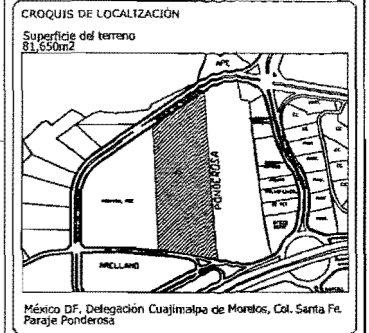 CROQUIS DE LOCALIZACIÓN
Superficie del terreno
81,650m2
APE
PONDEROSA
ARELLANO
México DF. Delegación Cuajimalpa de Morelos, Col. Santa Fe.
Paraje Ponderosa